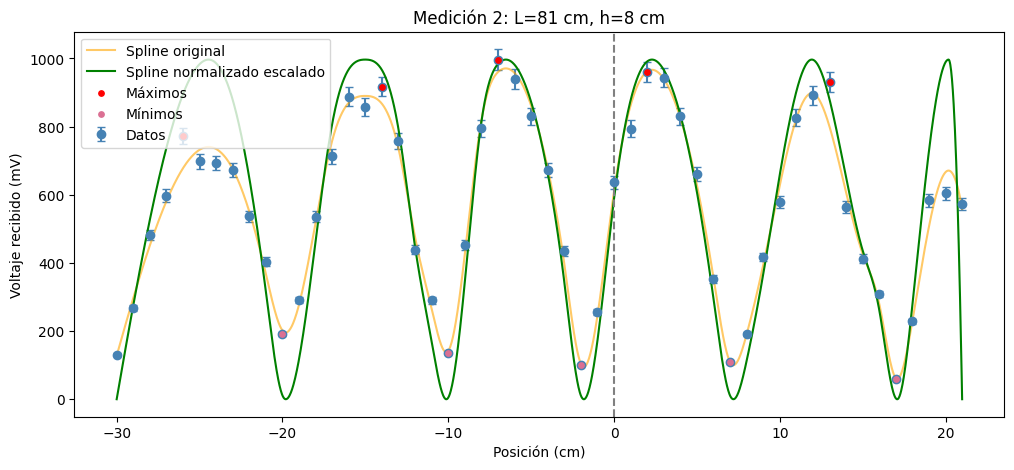 Medición 2: L=81 cm, h=8 cm
Spline original
Spline normalizado escalado
Máximos
Mínimos
Datos
Voltaje recibido (mV)
1000
800
600
400
200
0
−30
−20
−10
0
10
20
Posición (cm)